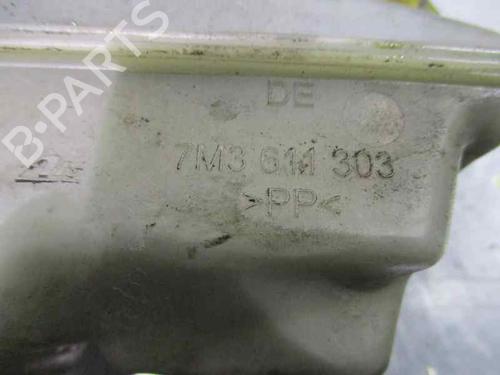 B-PARTS
DE
7M3 611 303
>PP<